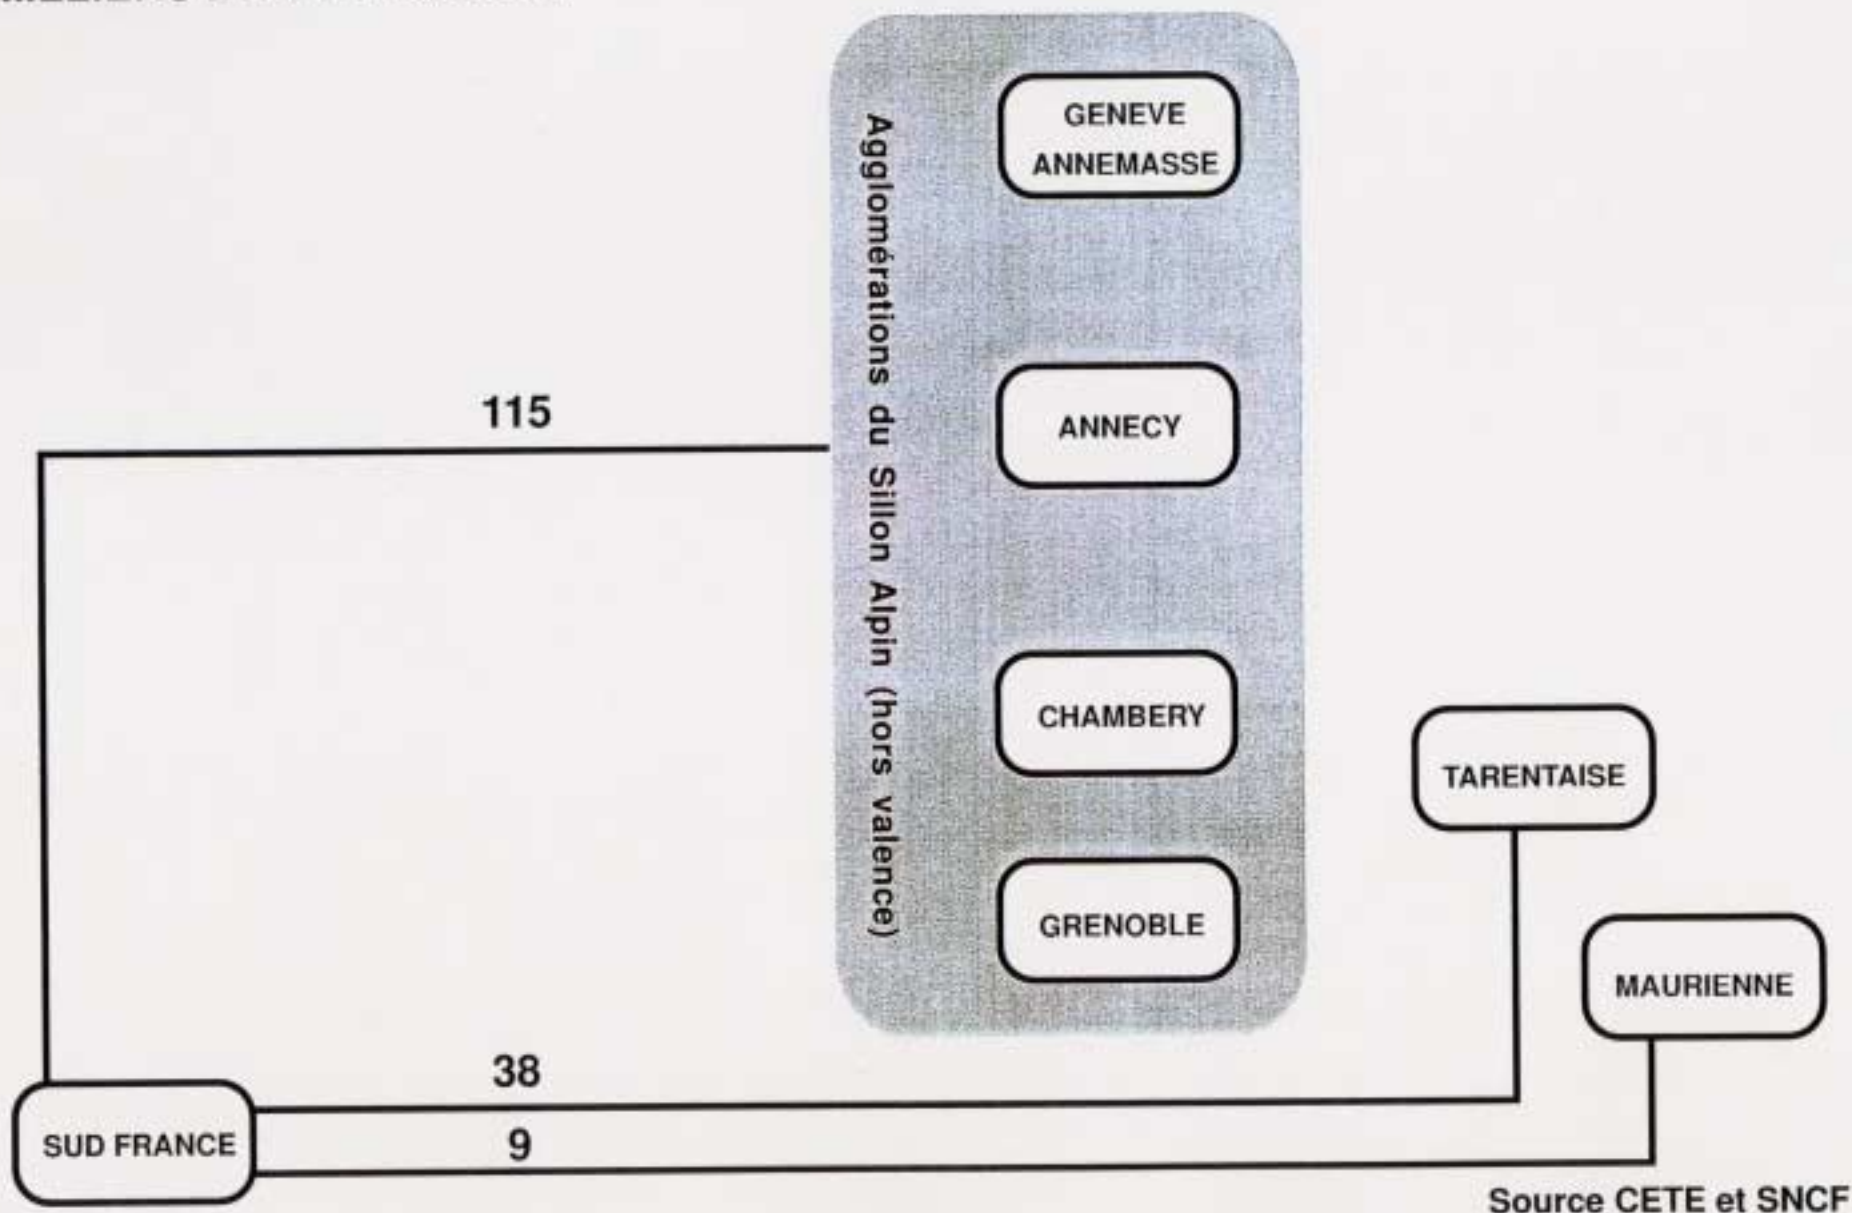 GENEVE
ANNEMASSE
Agglomérations du Sillon Alpin (hors valence)
115
ANNECY
CHAMBERY
TARENTAISE
GRENOBLE
MAURIENNE
38
SUD FRANCE
9
Source CETE et SNCF